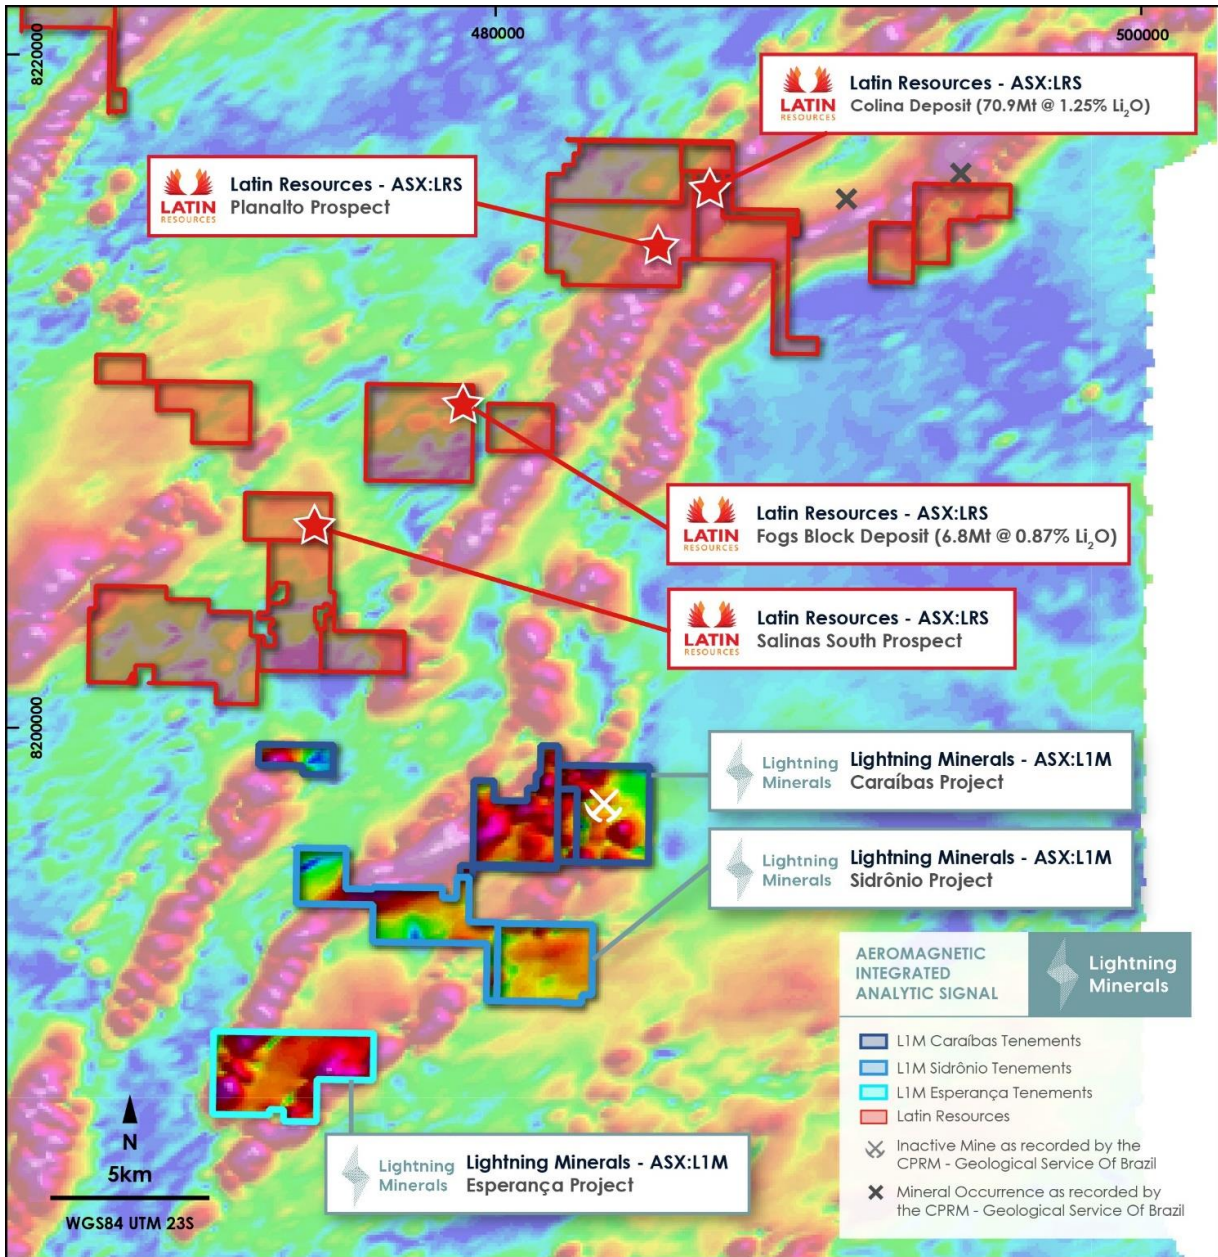 480000
500000
8220000
LATIN
RESOURCES
Latin Resources - ASX:LRS
Colina Deposit (70.9Mt @ 1.25% Li₂O)
LATIN
RESOURCES
Latin Resources - ASX:LRS
Planalto Prospect
LATIN
RESOURCES
Latin Resources - ASX:LRS
Fogs Block Deposit (6.8Mt @ 0.87% Li₂O)
LATIN
RESOURCES
Latin Resources - ASX:LRS
Salinas South Prospect
8200000
Lightning
Minerals
Lightning Minerals - ASX:L1M
Caraíbas Project
Lightning
Minerals
Lightning Minerals - ASX:L1M
Sidrônio Project
AEROMAGNETIC
INTEGRATED
ANALYTIC SIGNAL
Lightning
Minerals
L1M Caraíbas Tenements
L1M Sidrônio Tenements
L1M Esperança Tenements
Latin Resources
Inactive Mine as recorded by the
CPRM - Geological Service Of Brazil
Mineral Occurrence as recorded by
the CPRM - Geological Service Of Brazil
Lightning
Minerals
Lightning Minerals - ASX:L1M
Esperança Project
N
5km
WGS84 UTM 23S